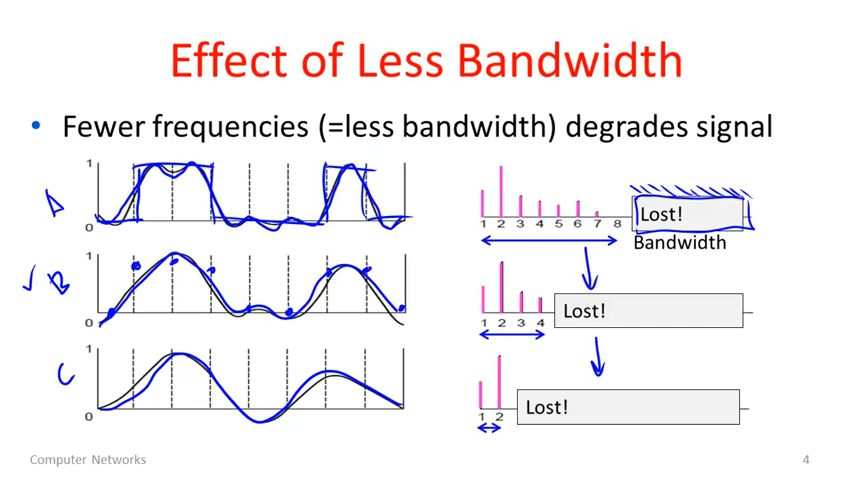 Effect of Less Bandwidth
• Fewer frequencies (=less bandwidth) degrades signal
1
0
A
1 2 3 4 5 6 7 8
Lost!
Bandwidth
1
0
√ B
1 2 3 4
Lost!
1
0
C
1 2
Lost!
Computer Networks
4